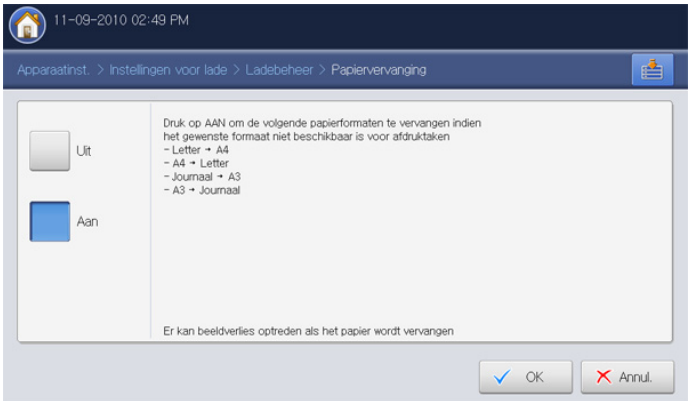 11-09-2010 02:49 PM
Apparaatinst. > Instellingen voor lade > Ladebeheer > Papiervervanging
Uit
Aan
Druk op AAN om de volgende papierformaten te vervangen indien
het gewenste formaat niet beschikbaar is voor afdruktaken
- Letter → A4
- A4 → Letter
- Journaal → A3
- A3 → Journaal
Er kan beeldverlies optreden als het papier wordt vervangen
OK
Annul.